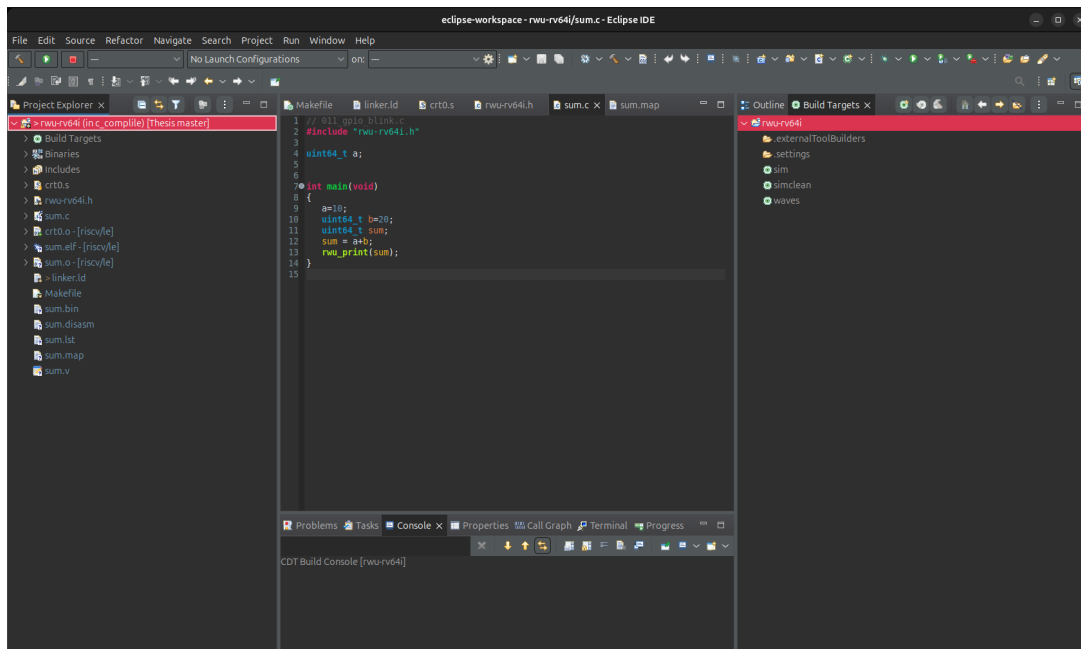 eclipse-workspace - rwu-rv64i/sum.c - Eclipse IDE
File Edit Source Refactor Navigate Search Project Run Window Help
No Launch Configurations on: —
Project Explorer
> rwu-rv64i (in c_complile) [Thesis master]
Build Targets
Binaries
Includes
crt0.s
rwu-rv64i.h
sum.c
crt0.o - [riscv/le]
sum.elf - [riscv/le]
sum.o - [riscv/le]
> linker.ld
Makefile
sum.bin
sum.disasm
sum.lst
sum.map
sum.v
Makefile linker.ld crt0.s rwu-rv64i.h sum.c sum.map
1 // 011 gpio blink.c
2 #include "rwu-rv64i.h"
3
4 uint64_t a;
5
6
7 int main(void)
8 {
9 a=10;
10 uint64_t b=20;
11 uint64_t sum;
12 sum = a+b;
13 rwu_print(sum);
14 }
15
Outline Build Targets
rwu-rv64i
.externalToolBuilders
.settings
sim
simclean
waves
Problems Tasks Console Properties Call Graph Terminal Progress
CDT Build Console [rwu-rv64i]